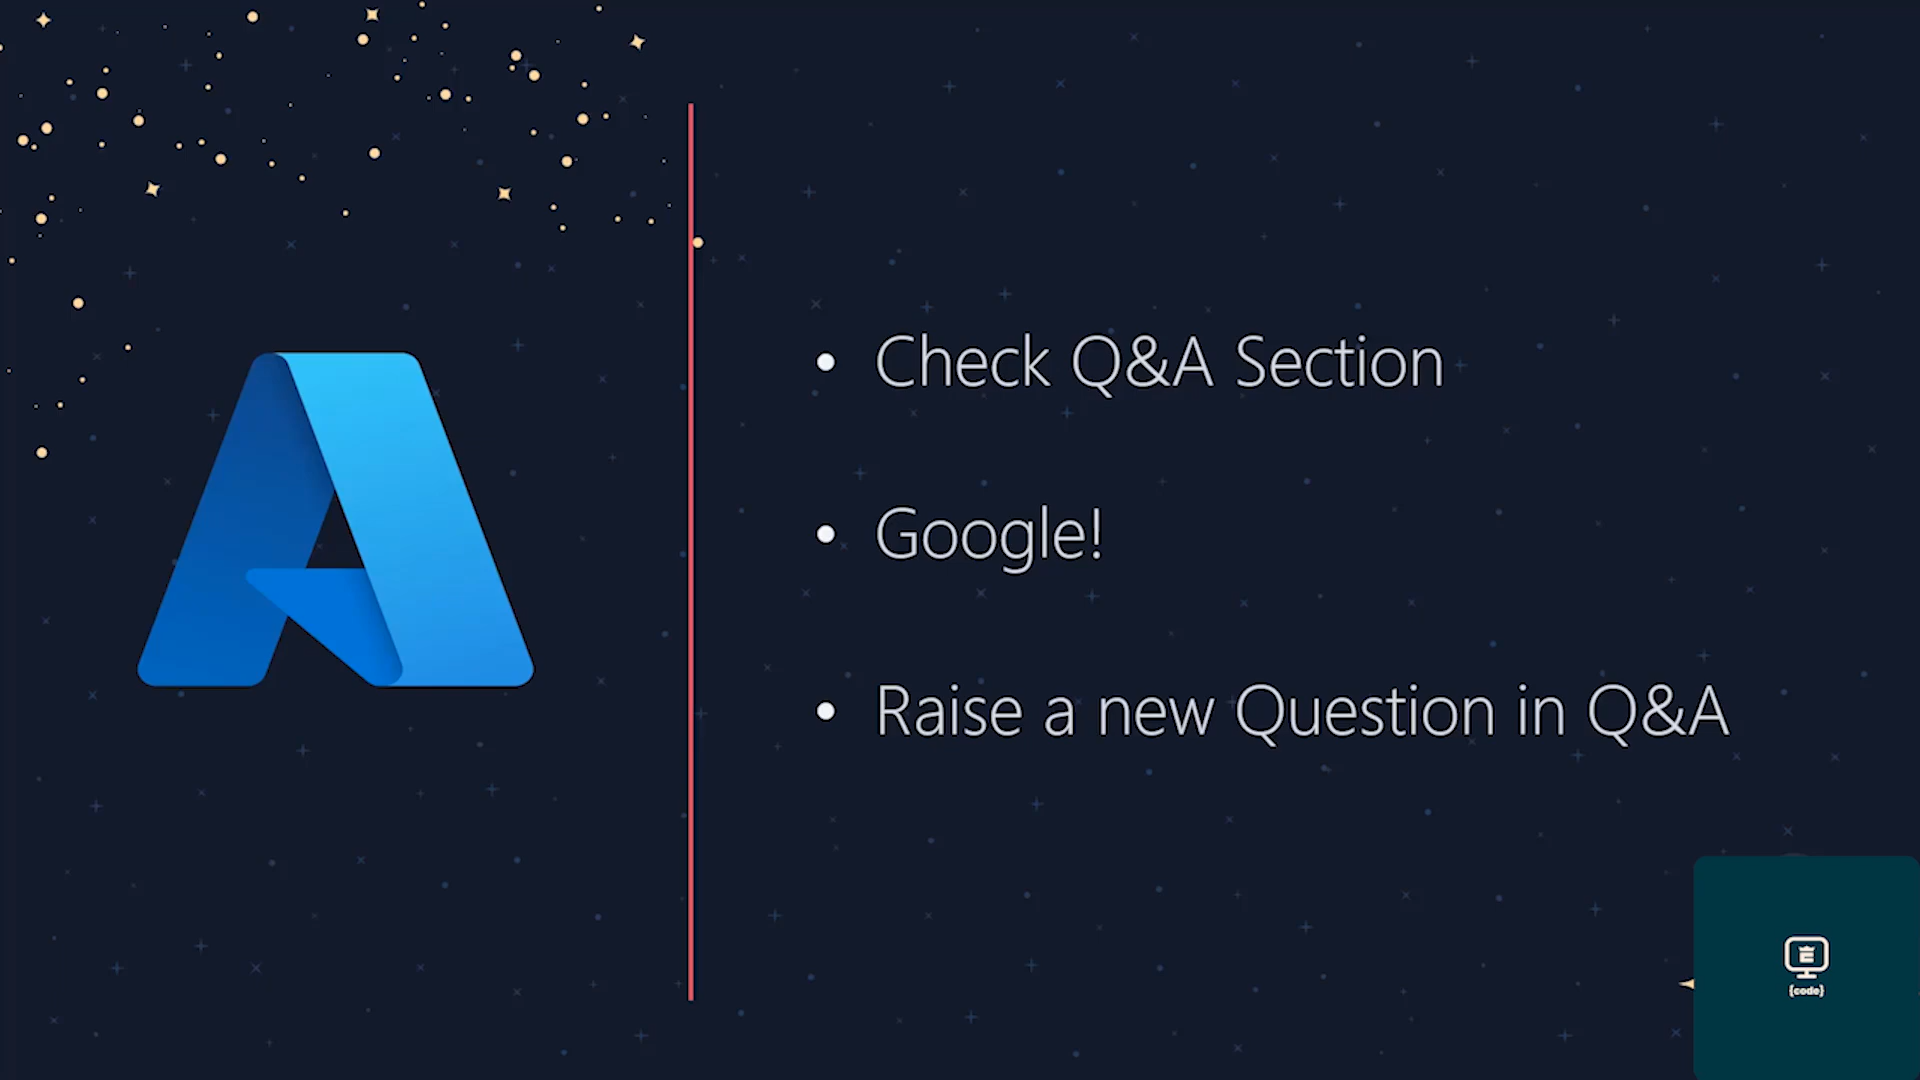 Check Q&A Section
Google!
Raise a new Question in Q&A
E
{code}